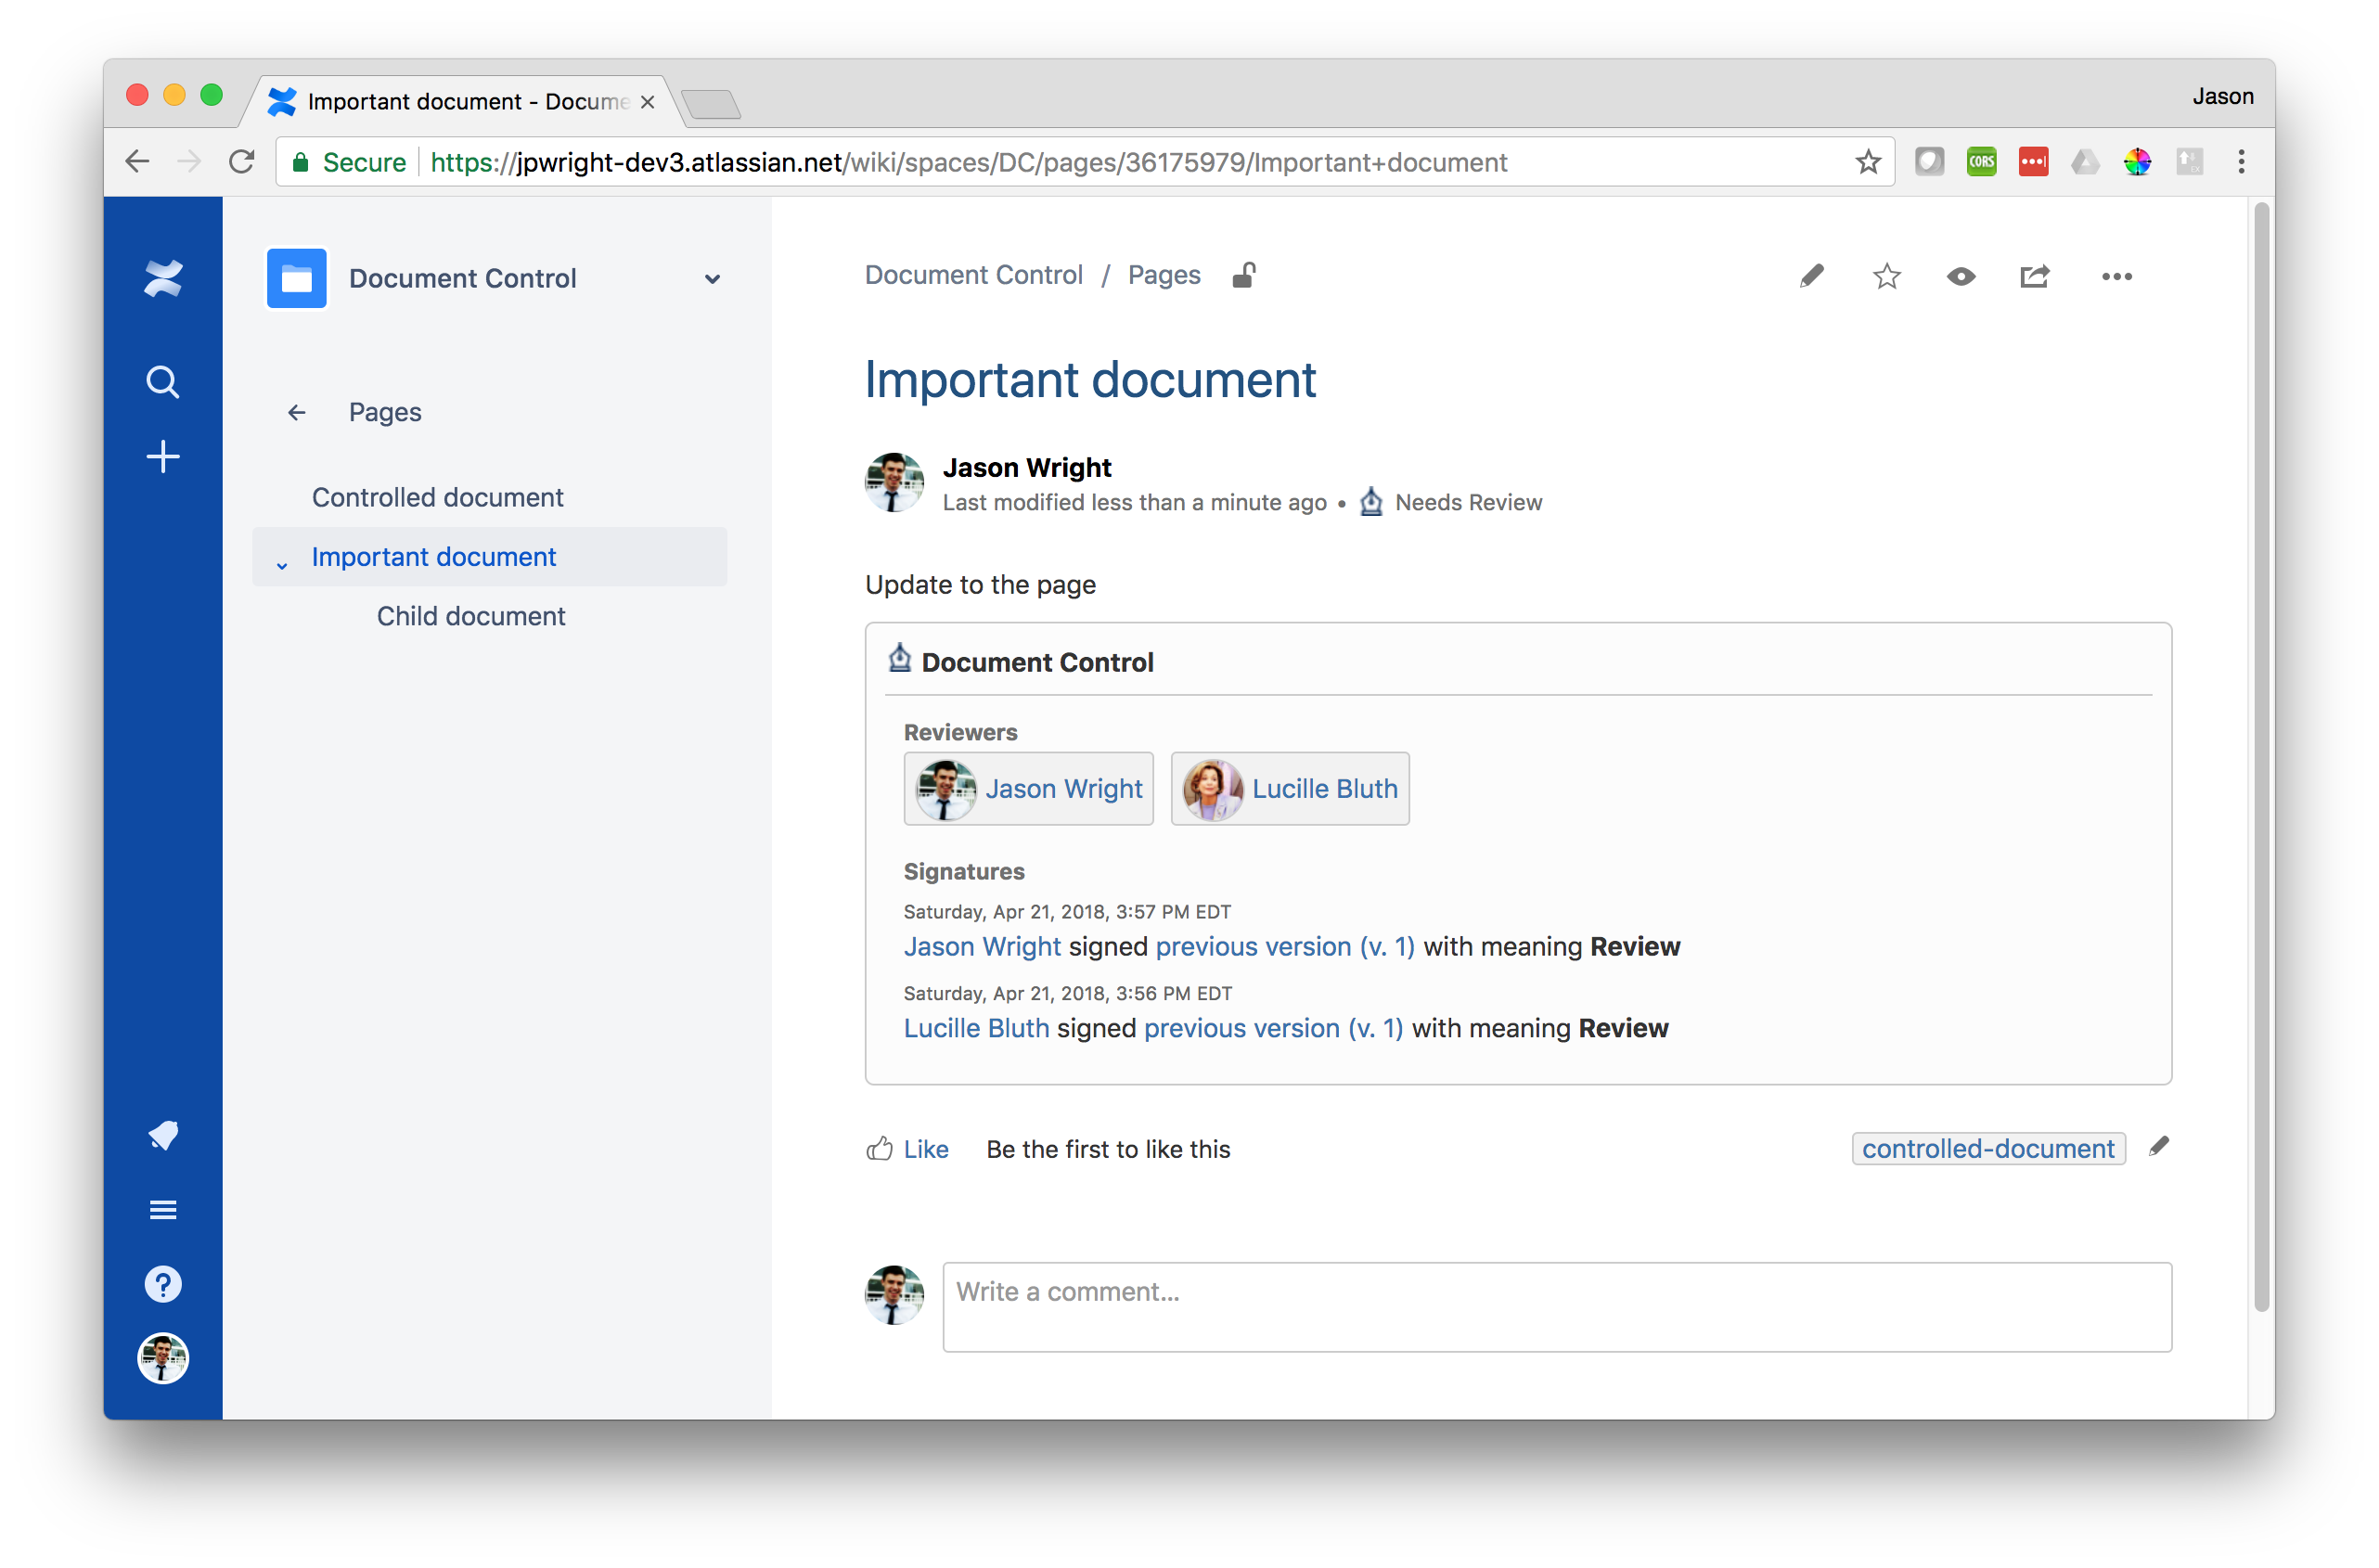 Important document - Docume
Jason
Secure https://jpwright-dev3.atlassian.net/wiki/spaces/DC/pages/36175979/Important+document
CORS
Document Control
Pages
Controlled document
Important document
Child document
Document Control / Pages
Important document
Jason Wright
Last modified less than a minute ago • Needs Review
Update to the page
Document Control
Reviewers
Jason Wright Lucille Bluth
Signatures
Saturday, Apr 21, 2018, 3:57 PM EDT
Jason Wright signed previous version (v. 1) with meaning Review
Saturday, Apr 21, 2018, 3:56 PM EDT
Lucille Bluth signed previous version (v. 1) with meaning Review
Like Be the first to like this controlled-document
Write a comment...